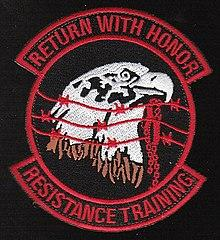 RETURN WITH HONOR
RESISTANCE TRAINING